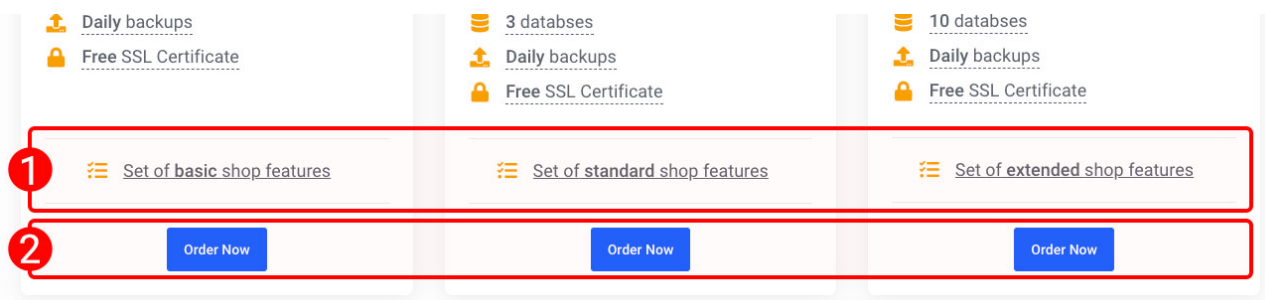 Daily backups
Free SSL Certificate
3 databses
Daily backups
Free SSL Certificate
10 databses
Daily backups
Free SSL Certificate
1
Set of basic shop features
Set of standard shop features
Set of extended shop features
2
Order Now
Order Now
Order Now